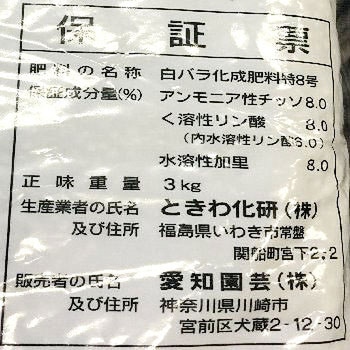 保証票
肥料の名称 白バラ化成肥料特8号
保証成分量(%) アンモニア性チッソ 8.0
く溶性リン酸 8.0
(内水溶性リン酸6.0)
水溶性加里 8.0
正味重量 3kg
生産業者の氏名 ときわ化研(株)
及び住所 福島県いわき市常盤
関船町宮下2-2
販売者の氏名 愛知園芸(株)
及び住所 神奈川県川崎市
宮前区犬蔵2-12-30